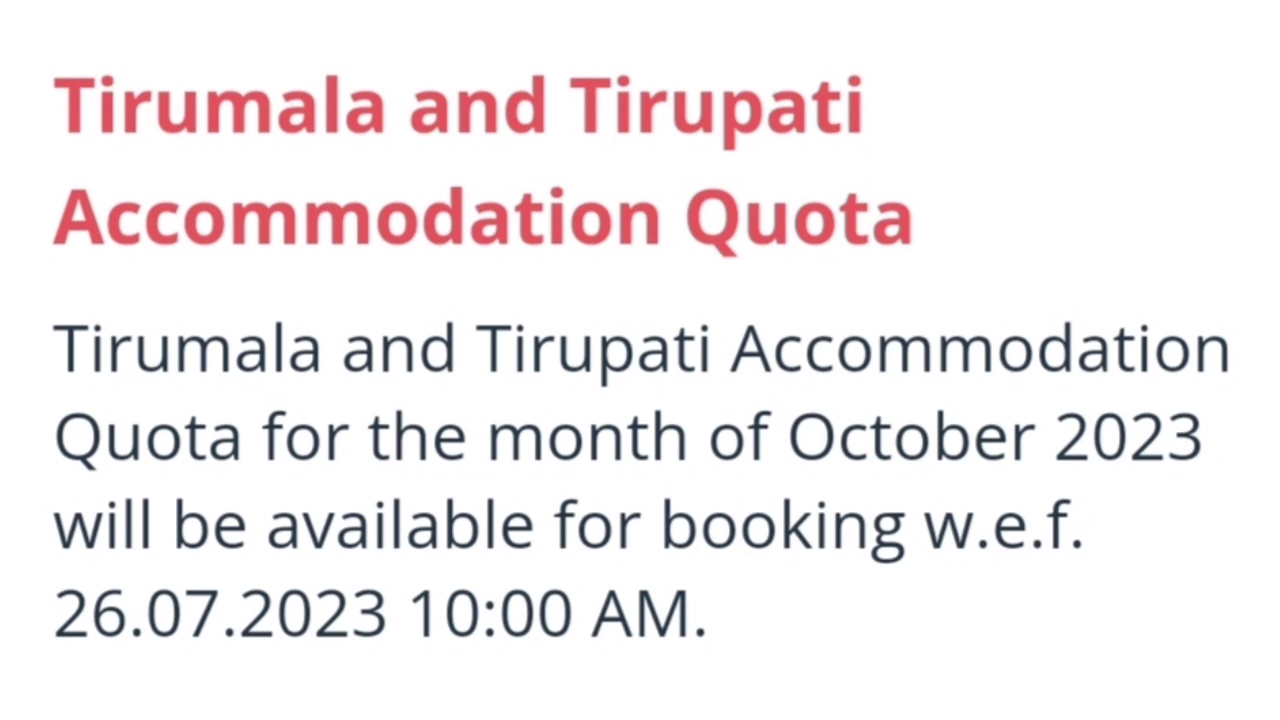 Tirumala and Tirupati
Accommodation Quota
Tirumala and Tirupati Accommodation
Quota for the month of October 2023
will be available for booking w.e.f.
26.07.2023 10:00 AM.